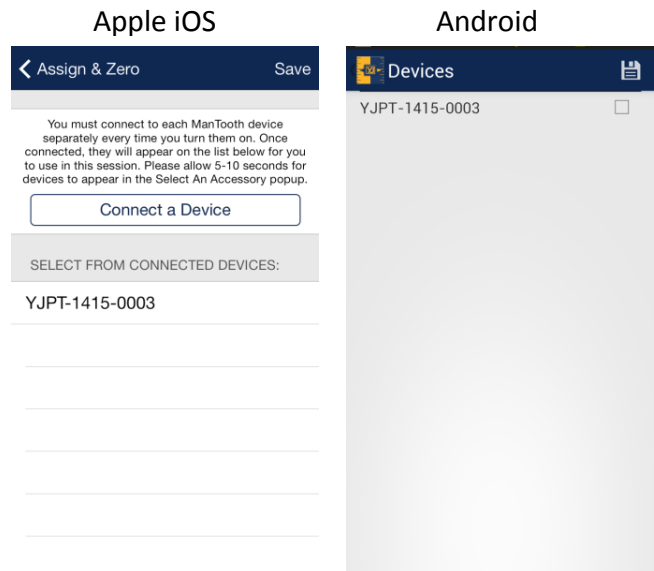 Apple iOS
Android
Assign & Zero
Save
You must connect to each ManTooth device
separately every time you turn them on. Once
connected, they will appear on the list below for you
to use in this session. Please allow 5-10 seconds for
devices to appear in the Select An Accessory popup.
Connect a Device
SELECT FROM CONNECTED DEVICES:
YJPT-1415-0003
Devices
YJPT-1415-0003